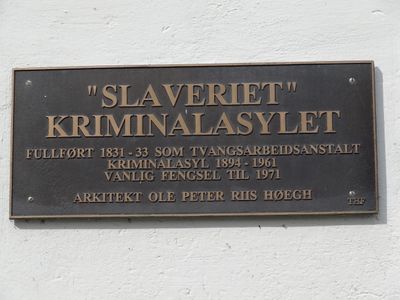 "SLAVERIET"
KRIMINALASYLET
FULLFØRT 1831 - 33 SOM TVANGSARBEIDSANSTALT
KRIMINALASYL 1894 - 1961
VANLIG FENGSEL TIL 1971
ARKITEKT OLE PETER RIIS HØEGH
THF